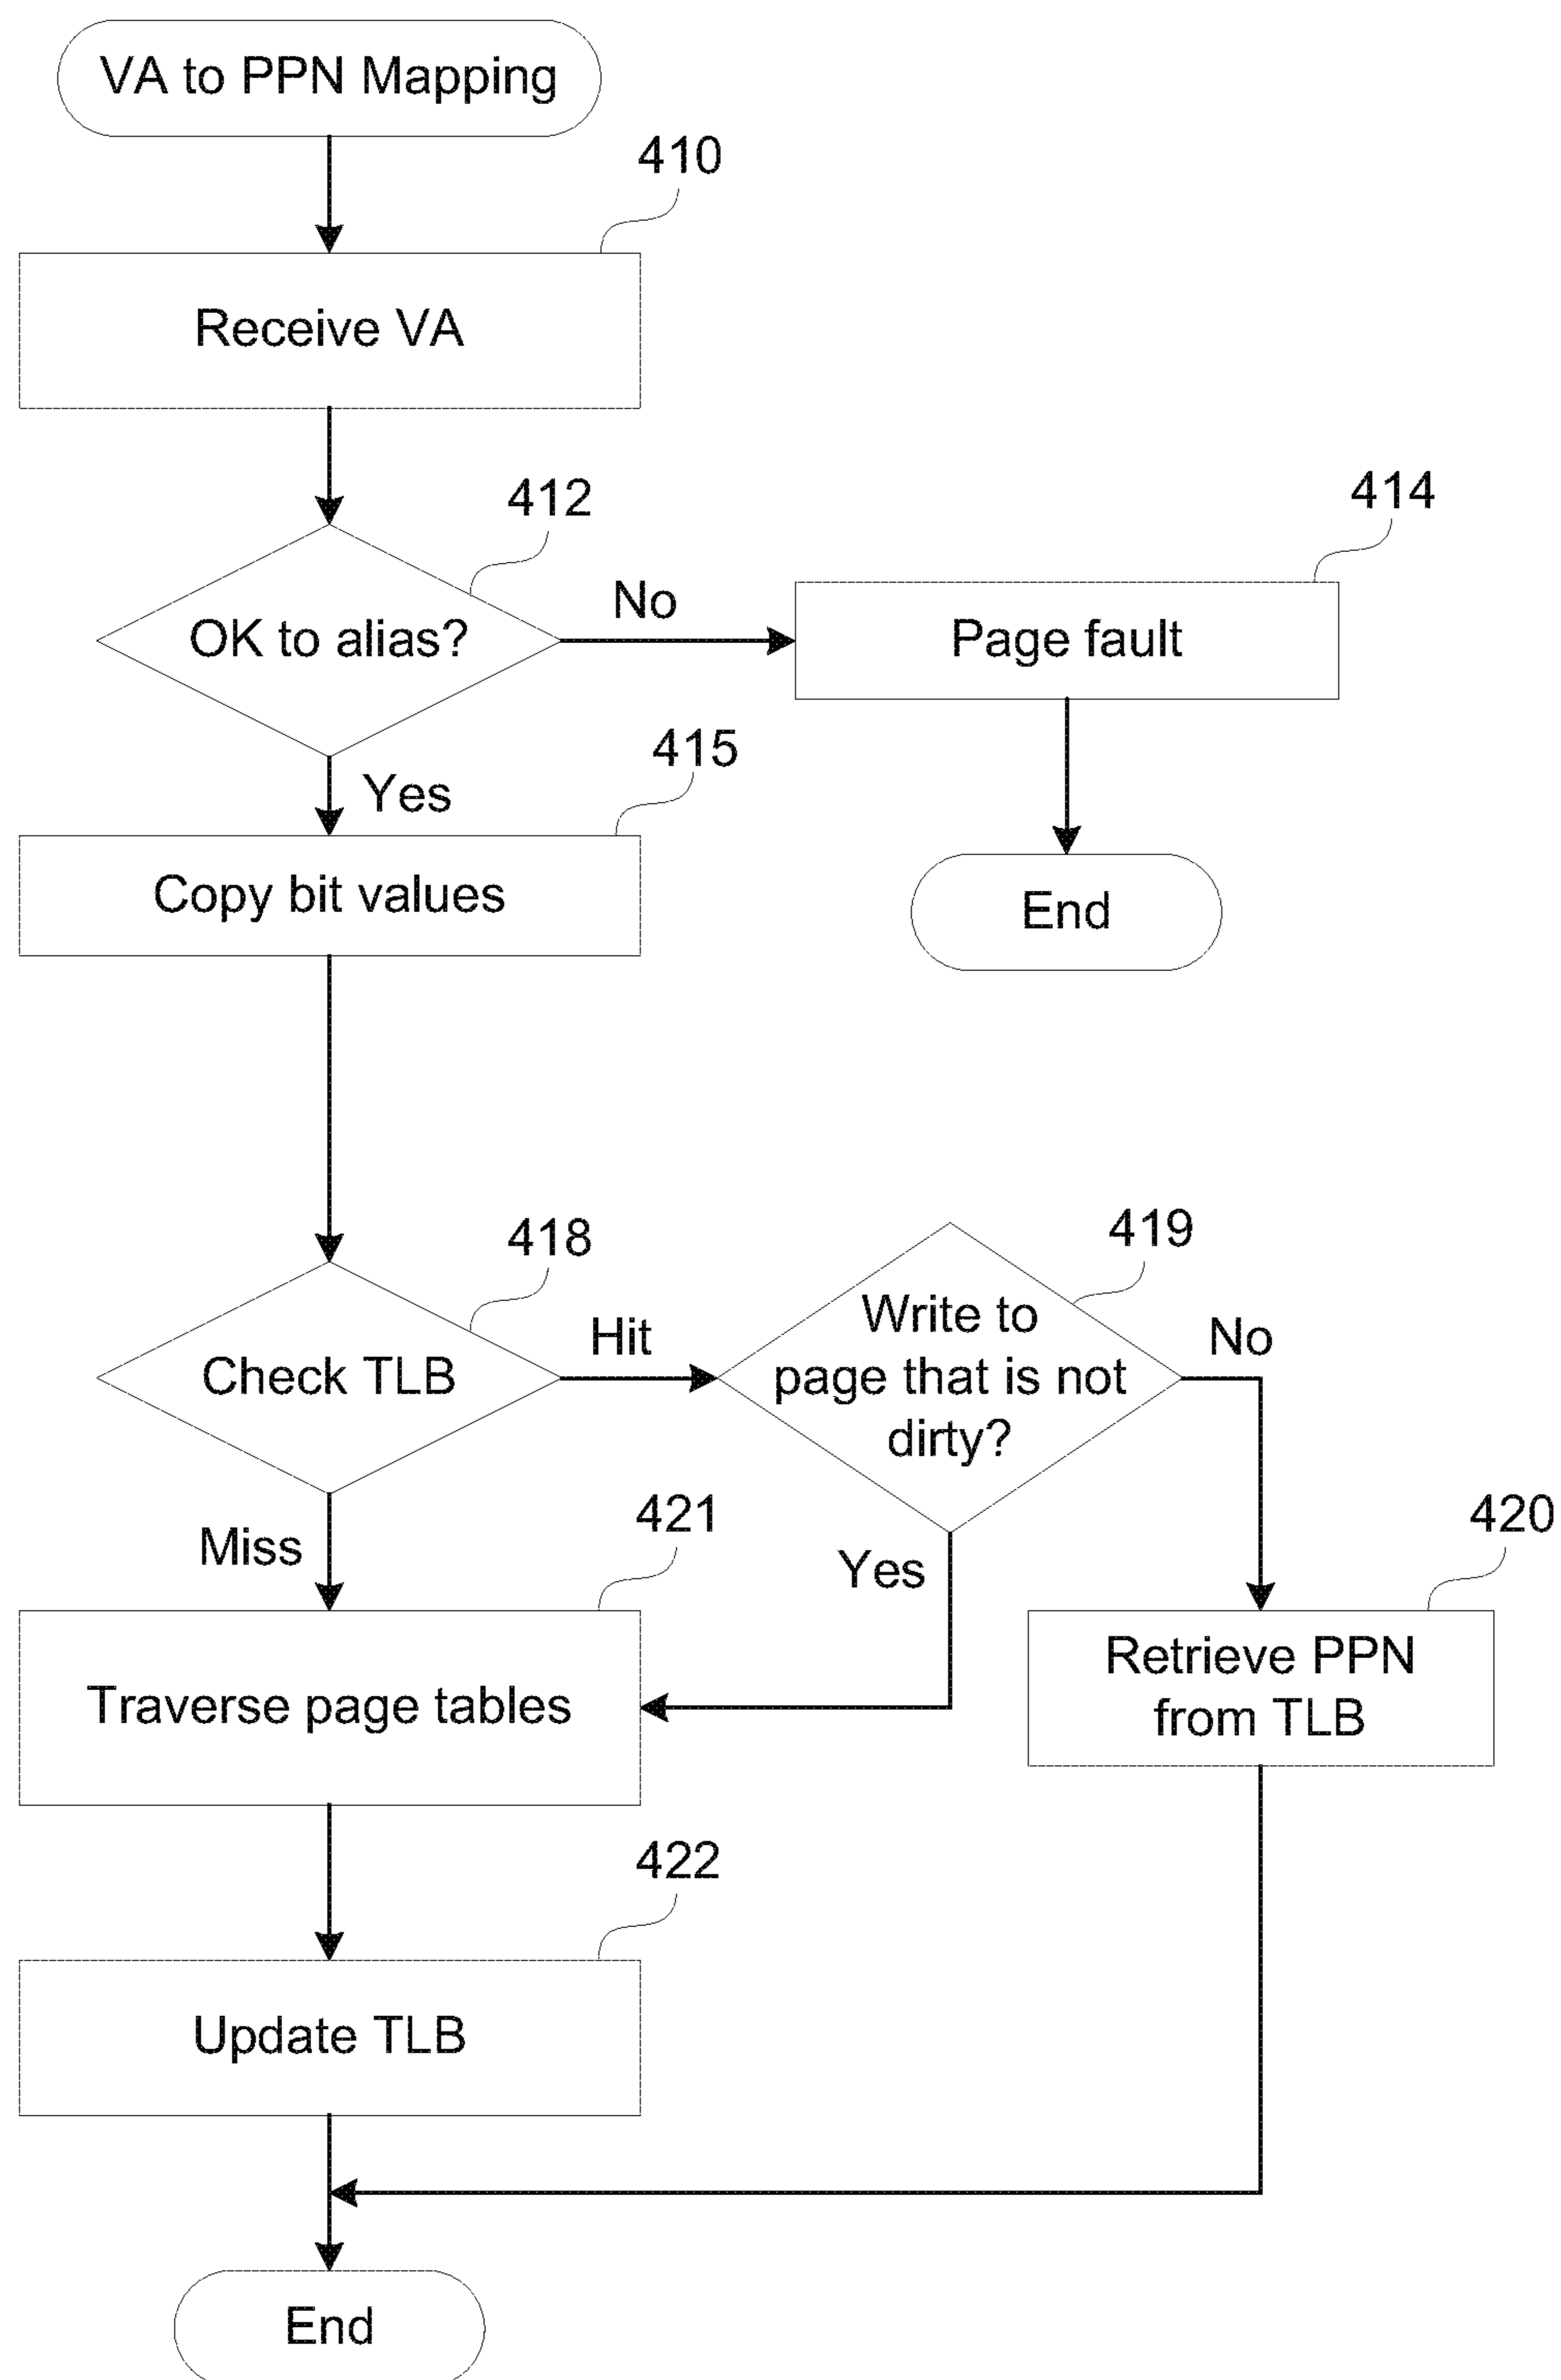 VA to PPN Mapping
410
Receive VA
412
OK to alias?
No
414
Page fault
Yes
415
Copy bit values
End
418
Check TLB
Hit
419
Write to
page that is not
dirty?
No
Miss
421
Yes
420
Traverse page tables
Retrieve PPN
from TLB
422
Update TLB
End